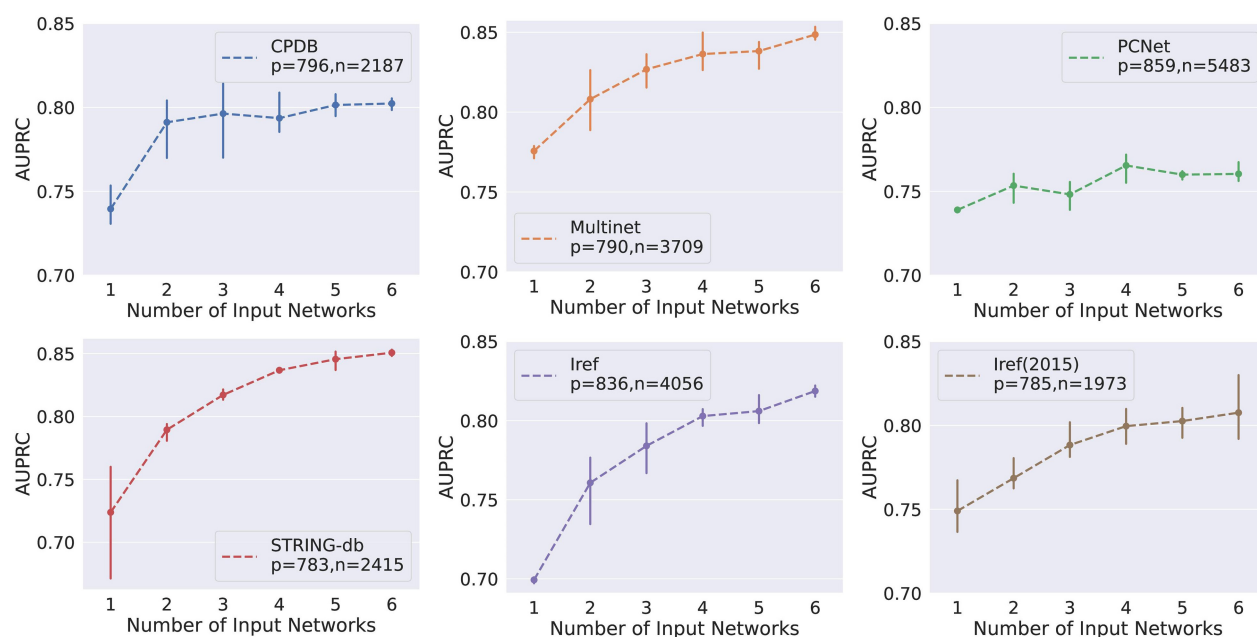 0.85
0.80
0.75
0.70
AUPRC
CPDB
p=796,n=2187
1 2 3 4 5 6
Number of Input Networks
0.85
0.80
0.75
0.70
AUPRC
Multinet
p=790,n=3709
1 2 3 4 5 6
Number of Input Networks
0.85
0.80
0.75
0.70
AUPRC
PCNet
p=859,n=5483
1 2 3 4 5 6
Number of Input Networks
0.85
0.80
0.75
0.70
AUPRC
STRING-db
p=783,n=2415
1 2 3 4 5 6
Number of Input Networks
0.85
0.80
0.75
0.70
AUPRC
Iref
p=836,n=4056
1 2 3 4 5 6
Number of Input Networks
0.85
0.80
0.75
0.70
AUPRC
Iref(2015)
p=785,n=1973
1 2 3 4 5 6
Number of Input Networks